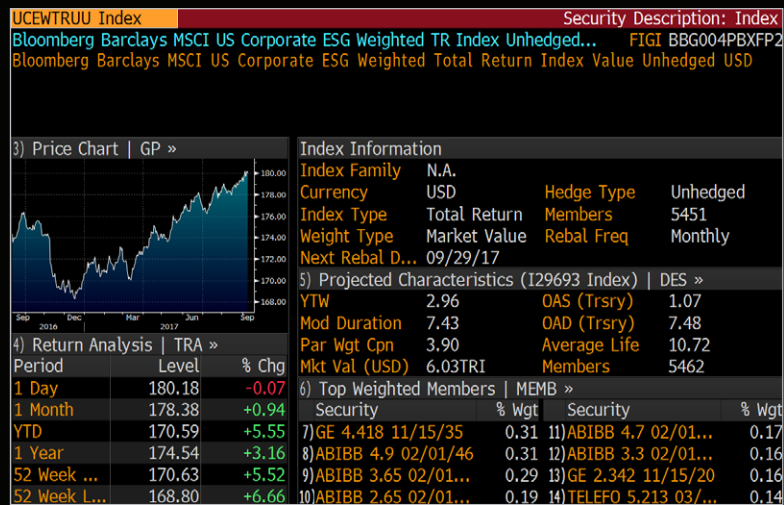 UCEWTRUU Index Security Description: Index
Bloomberg Barclays MSCI US Corporate ESG Weighted TR Index Unhedged... FIGI BBG004PBXFP2
Bloomberg Barclays MSCI US Corporate ESG Weighted Total Return Index Value Unhedged USD
3) Price Chart | GP »
180.00
178.00
176.00
174.00
172.00
170.00
168.00
Sep Dec Mar Jun Sep
2016 2017
4) Return Analysis | TRA »
Period Level % Chg
1 Day 180.18 -0.07
1 Month 178.38 +0.94
YTD 170.59 +5.55
1 Year 174.54 +3.16
52 Week ... 170.63 +5.52
52 Week L... 168.80 +6.66
Index Information
Index Family N.A.
Currency USD Hedge Type Unhedged
Index Type Total Return Members 5451
Weight Type Market Value Rebal Freq Monthly
Next Rebal D... 09/29/17
5) Projected Characteristics (I29693 Index) | DES »
YTW 2.96 OAS (Trsry) 1.07
Mod Duration 7.43 OAD (Trsry) 7.48
Par Wgt Cpn 3.90 Average Life 10.72
Mkt Val (USD) 6.03TRI Members 5462
6) Top Weighted Members | MEMB »
Security % Wgt Security % Wgt
7) GE 4.418 11/15/35 0.31 11) ABIBB 4.7 02/01... 0.17
8) ABIBB 4.9 02/01/46 0.31 12) ABIBB 3.3 02/01... 0.16
9) ABIBB 3.65 02/01... 0.29 13) GE 2.342 11/15/20 0.16
10) ABIBB 2.65 02/01... 0.19 14) TELEFO 5.213 03/... 0.14